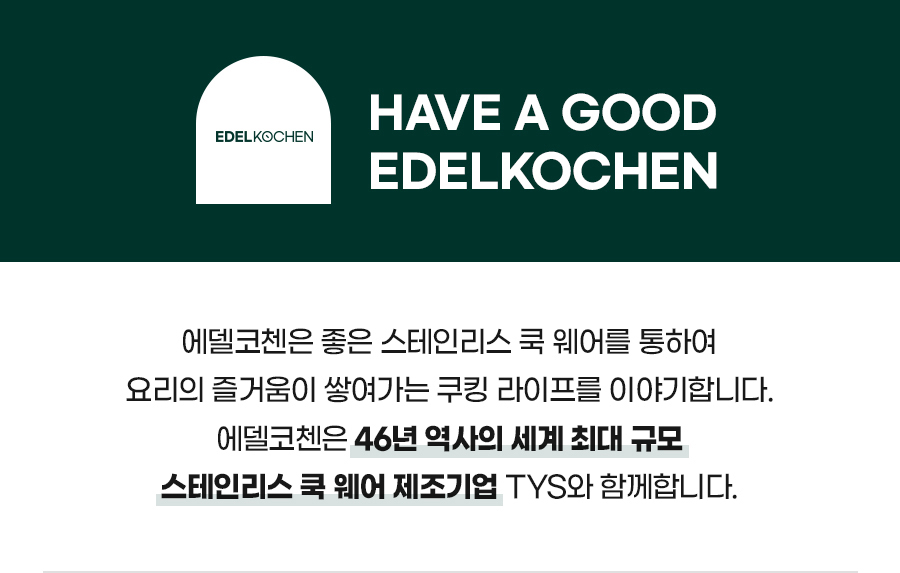 EDELKOCHEN
HAVE A GOOD
EDELKOCHEN
에델코첸은 좋은 스테인리스 쿡 웨어를 통하여
요리의 즐거움이 쌓여가는 쿠킹 라이프를 이야기합니다.
에델코첸은 46년 역사의 세계 최대 규모
스테인리스 쿡 웨어 제조기업 TYS와 함께합니다.